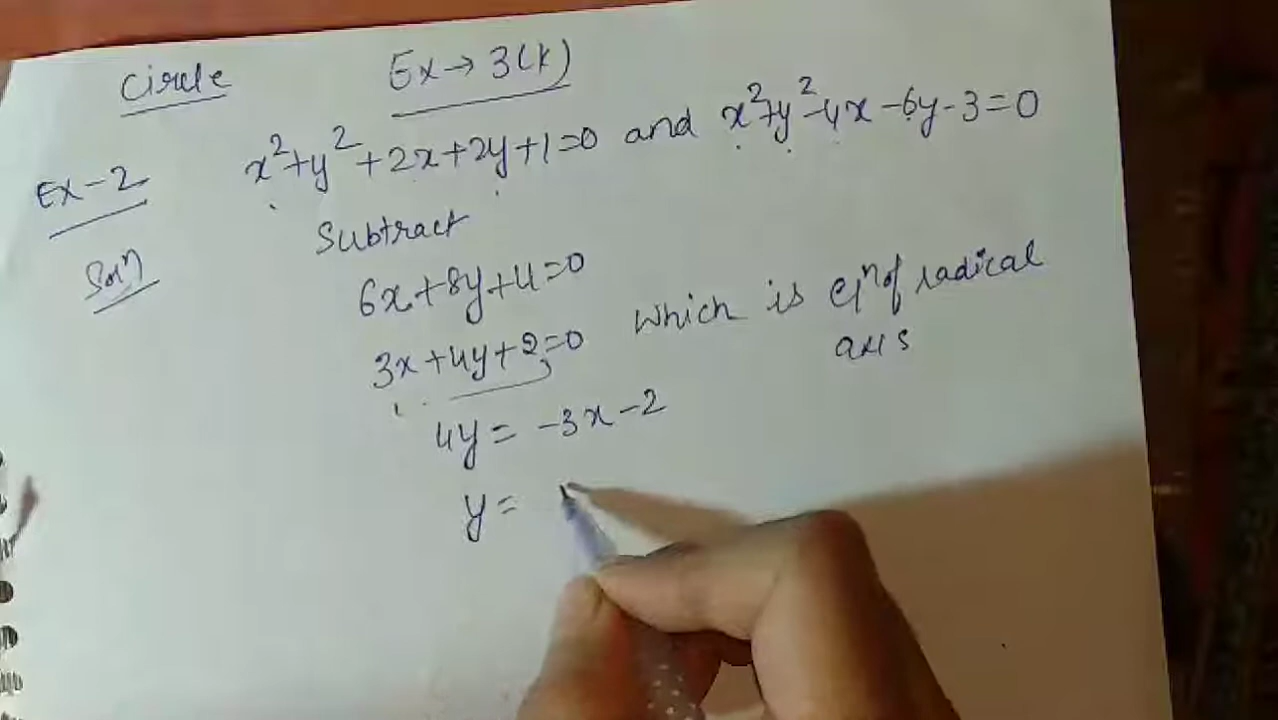 Circle Ex→ 3(k)
Ex-2 x²+y²+2x+2y+1=0 and x²+y²-4x-6y-3=0
Solⁿ Subtract
6x+8y+4=0
3x+4y+2=0 which is eqⁿ of radical
axis
4y= -3x-2
y=